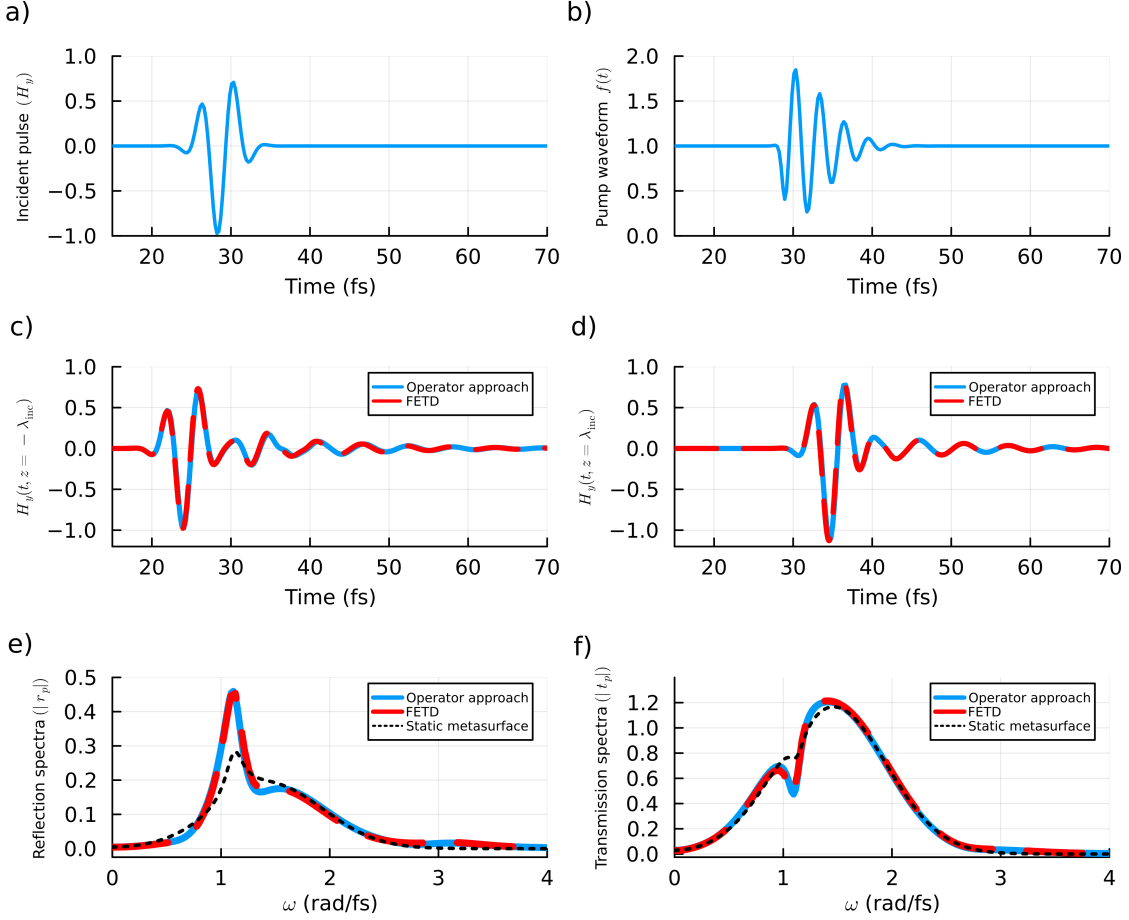 a)
Incident pulse (H_y)
1.0
0.5
0.0
−0.5
−1.0
20 30 40 50 60 70
Time (fs)
b)
Pump waveform f(t)
2.0
1.5
1.0
0.5
0.0
20 30 40 50 60 70
Time (fs)
c)
H_y(t, z = − λ_inc)
1.0
0.5
0.0
−0.5
−1.0
Operator approach
FETD
20 30 40 50 60 70
Time (fs)
d)
H_y(t, z = − λ_inc)
1.0
0.5
0.0
−0.5
−1.0
Operator approach
FETD
20 30 40 50 60 70
Time (fs)
e)
Reflection spectra (| r_p|)
0.5
0.4
0.3
0.2
0.1
0.0
Operator approach
FETD
Static metasurface
0 1 2 3 4
ω (rad/fs)
f)
Transmission spectra (| t_p|)
1.2
1.0
0.8
0.6
0.4
0.2
0.0
Operator approach
FETD
Static metasurface
0 1 2 3 4
ω (rad/fs)